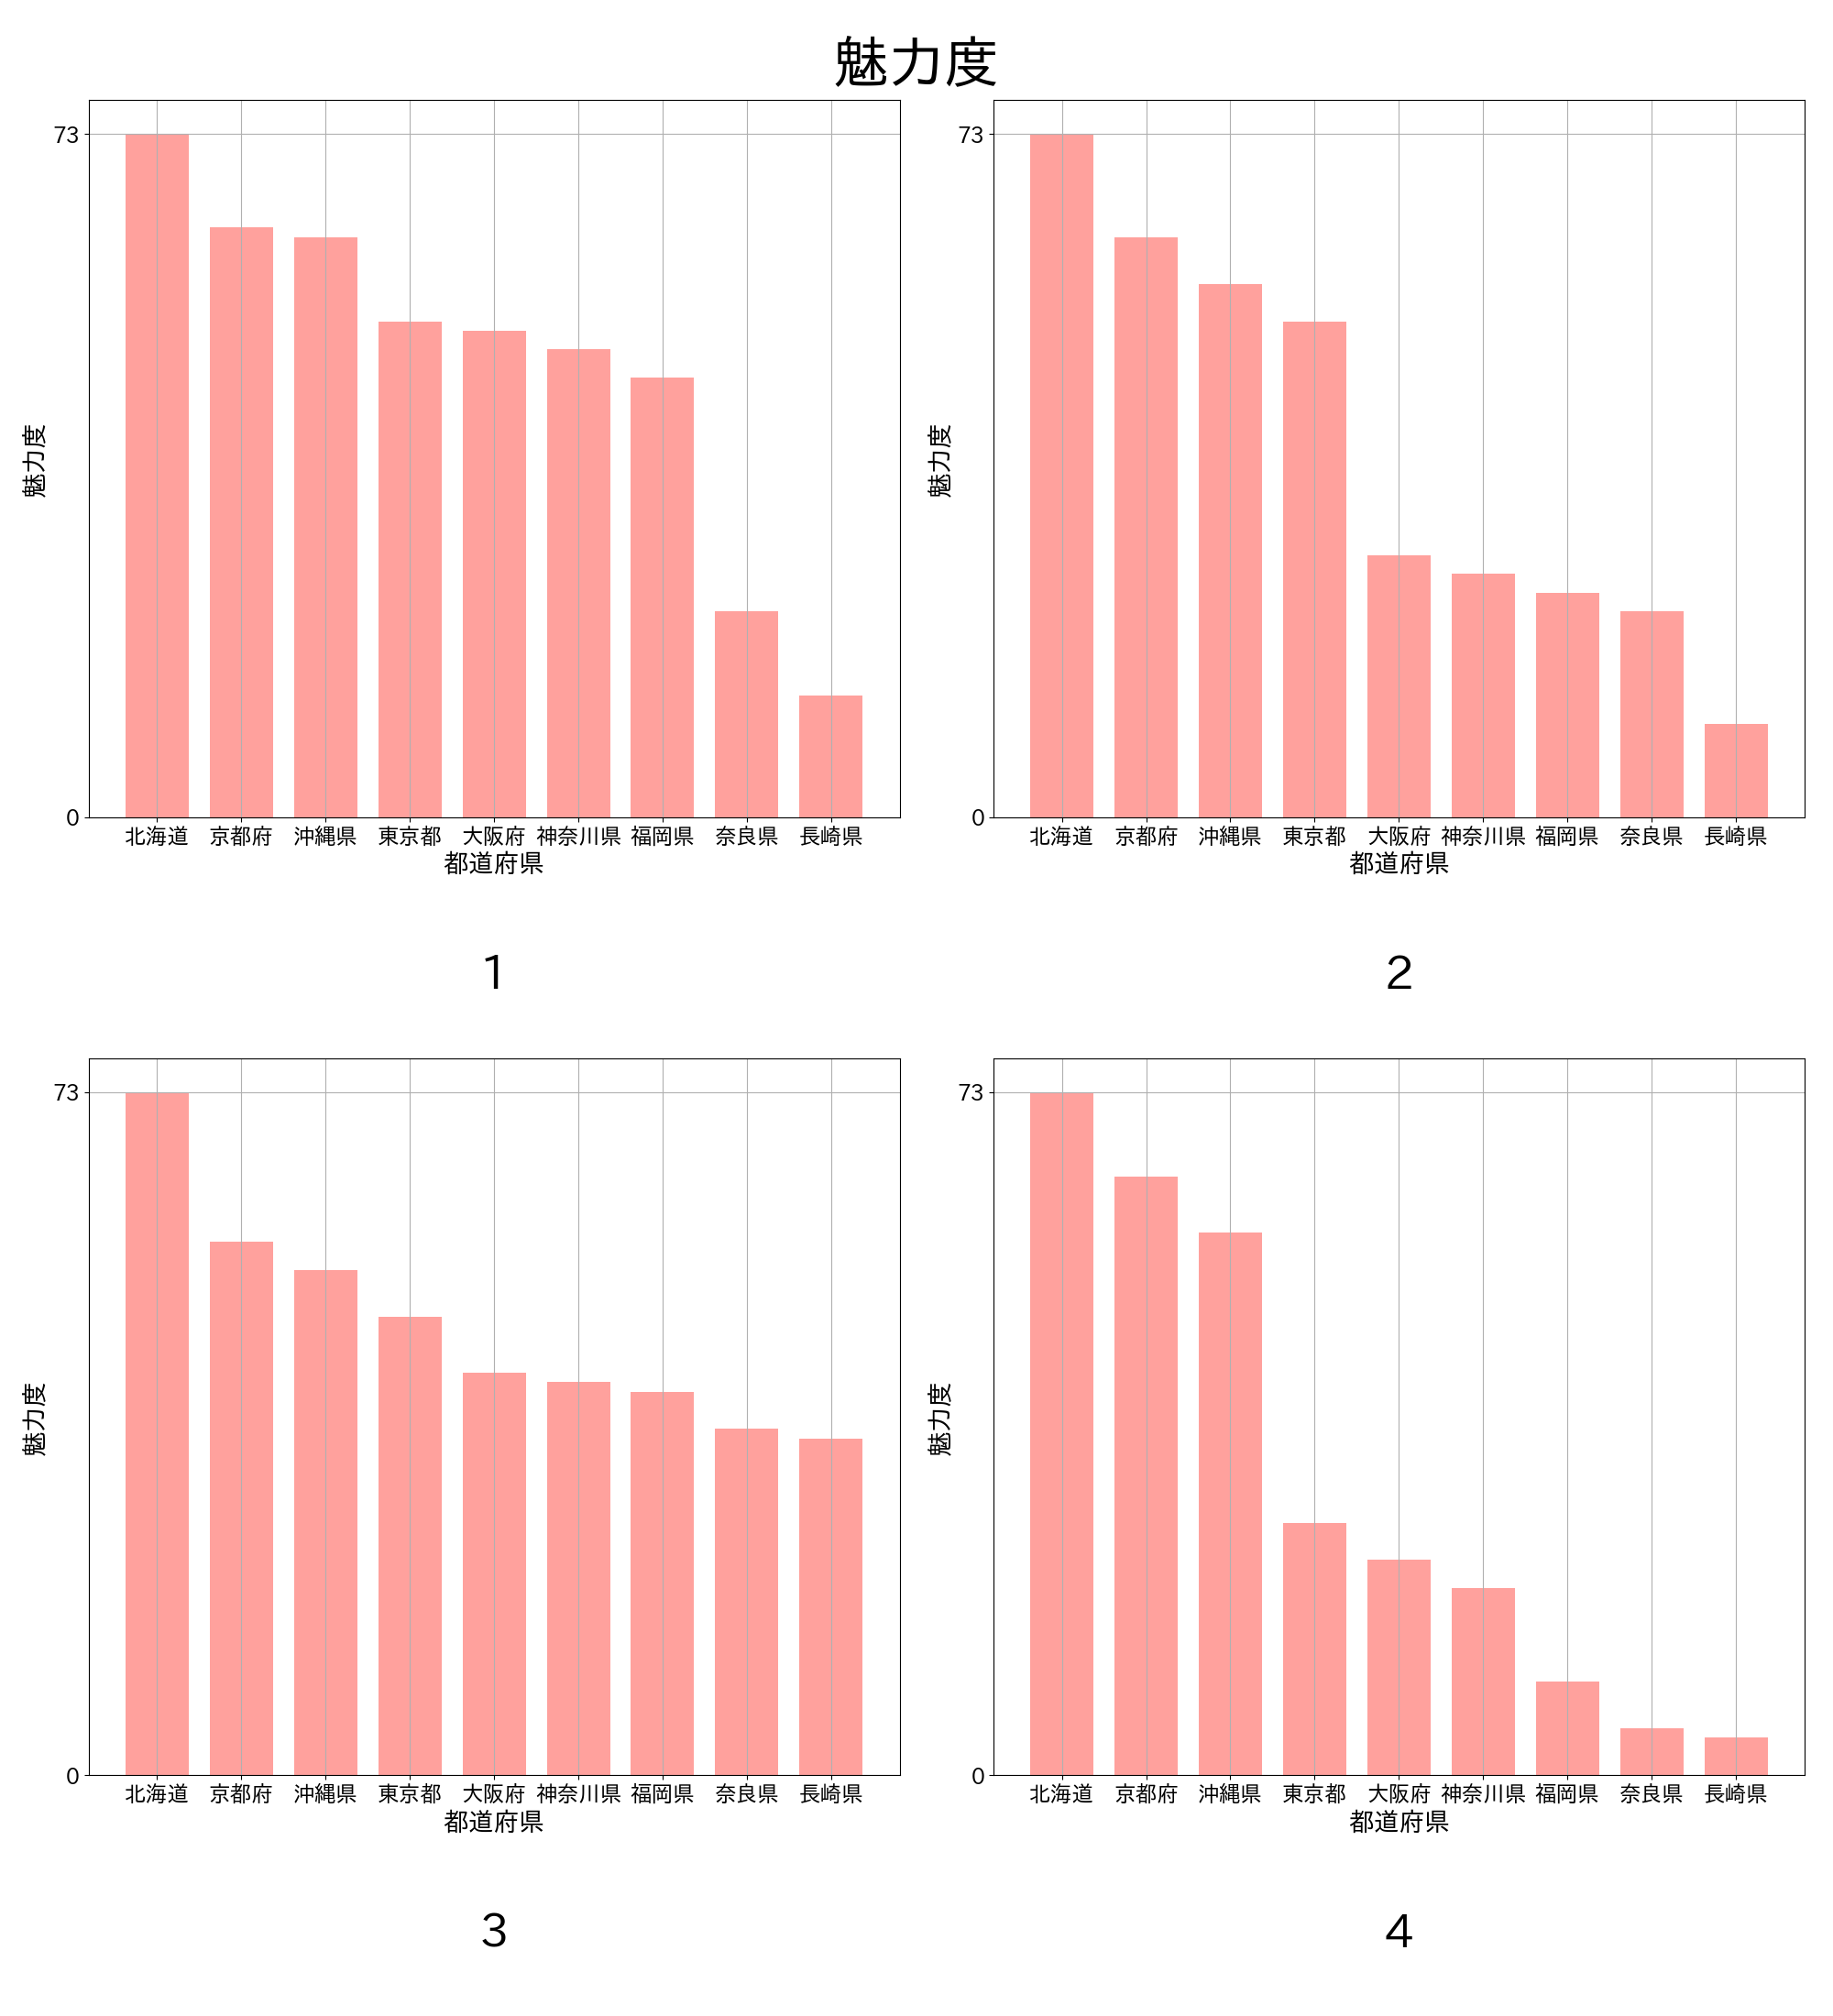 魅力度
73
魅力度
0
北海道 京都府 沖縄県 東京都 大阪府 神奈川県 福岡県 奈良県 長崎県
都道府県
1
73
魅力度
0
北海道 京都府 沖縄県 東京都 大阪府 神奈川県 福岡県 奈良県 長崎県
都道府県
2
73
魅力度
0
北海道 京都府 沖縄県 東京都 大阪府 神奈川県 福岡県 奈良県 長崎県
都道府県
3
73
魅力度
0
北海道 京都府 沖縄県 東京都 大阪府 神奈川県 福岡県 奈良県 長崎県
都道府県
4